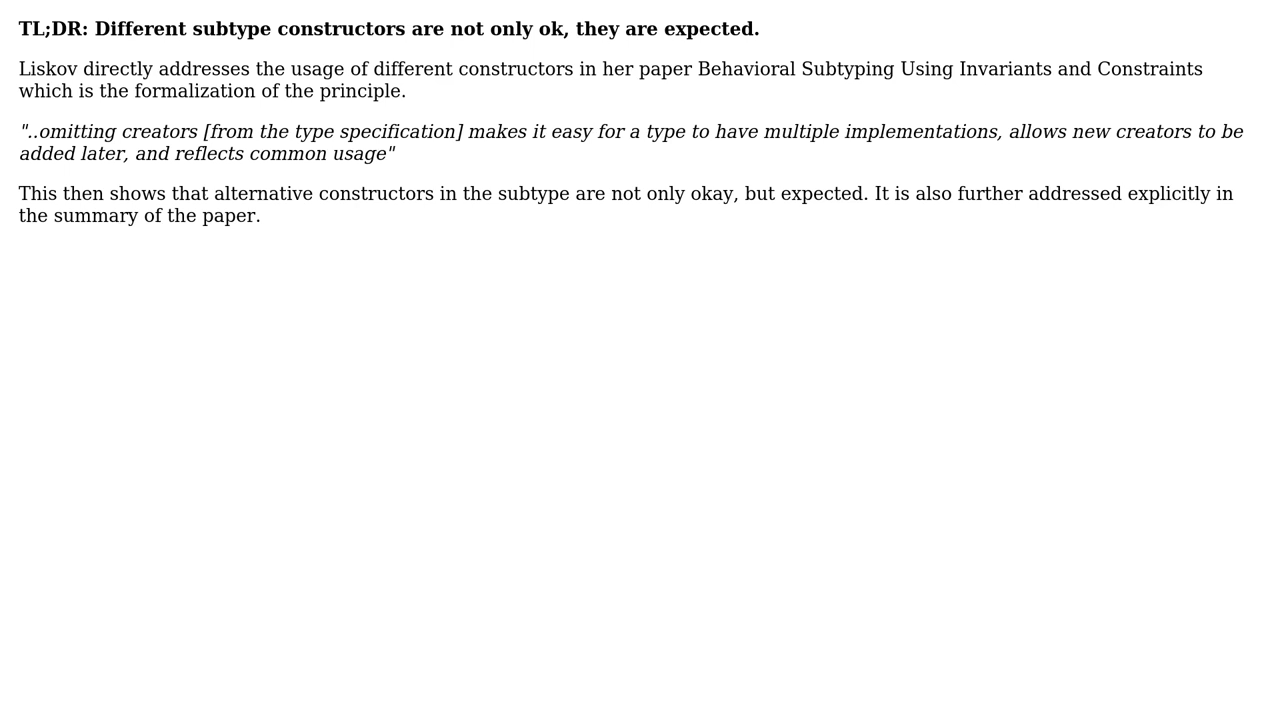 TL;DR: Different subtype constructors are not only ok, they are expected.
Liskov directly addresses the usage of different constructors in her paper Behavioral Subtyping Using Invariants and Constraints
which is the formalization of the principle.
"..omitting creators [from the type specification] makes it easy for a type to have multiple implementations, allows new creators to be
added later, and reflects common usage"
This then shows that alternative constructors in the subtype are not only okay, but expected. It is also further addressed explicitly in
the summary of the paper.